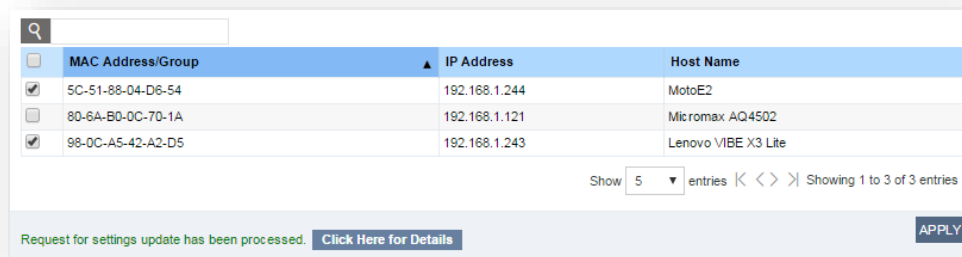 MAC Address/Group IP Address Host Name
5C-51-88-04-D6-54 192.168.1.244 MotoE2
80-6A-B0-0C-70-1A 192.168.1.121 Micromax AQ4502
98-0C-A5-42-A2-D5 192.168.1.243 Lenovo VIBE X3 Lite
Show 5 entries Showing 1 to 3 of 3 entries
Request for settings update has been processed. Click Here for Details APPLY